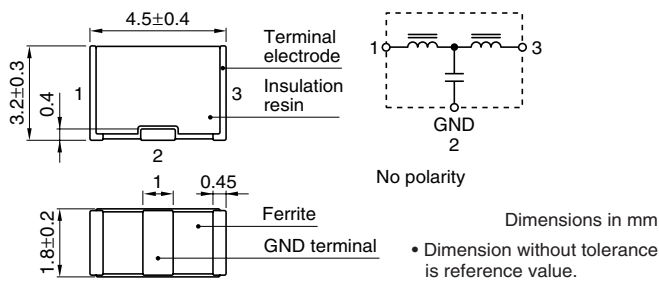 4.5±0.4
3.2±0.3
0.4
1
3
2
Terminal
electrode
Insulation
resin
1
3
GND
2
No polarity
1
0.45
1.8±0.2
Ferrite
GND terminal
Dimensions in mm
• Dimension without tolerance
is reference value.